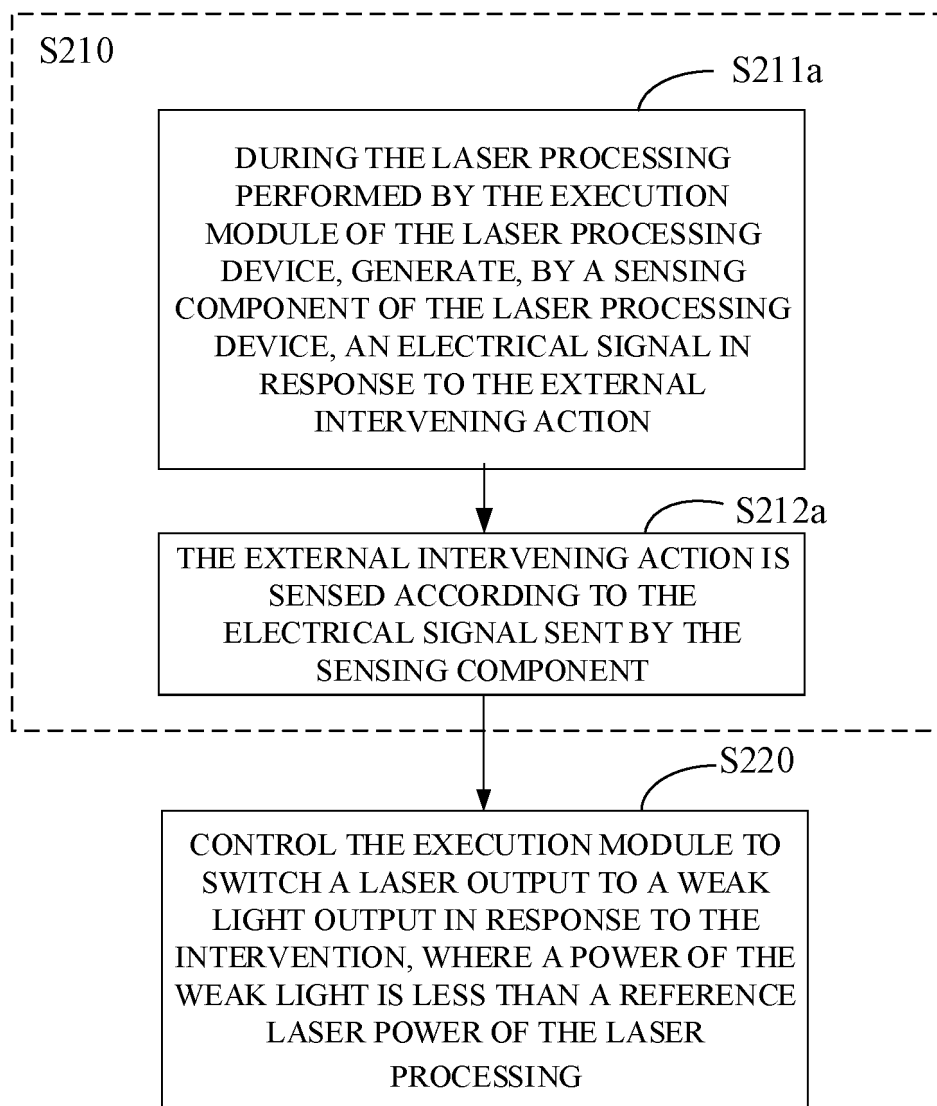 S210
S211a
DURING THE LASER PROCESSING
PERFORMED BY THE EXECUTION
MODULE OF THE LASER PROCESSING
DEVICE, GENERATE, BY A SENSING
COMPONENT OF THE LASER PROCESSING
DEVICE, AN ELECTRICAL SIGNAL IN
RESPONSE TO THE EXTERNAL
INTERVENING ACTION
S212a
THE EXTERNAL INTERVENING ACTION IS
SENSED ACCORDING TO THE
ELECTRICAL SIGNAL SENT BY THE
SENSING COMPONENT
S220
CONTROL THE EXECUTION MODULE TO
SWITCH A LASER OUTPUT TO A WEAK
LIGHT OUTPUT IN RESPONSE TO THE
INTERVENTION, WHERE A POWER OF THE
WEAK LIGHT IS LESS THAN A REFERENCE
LASER POWER OF THE LASER
PROCESSING